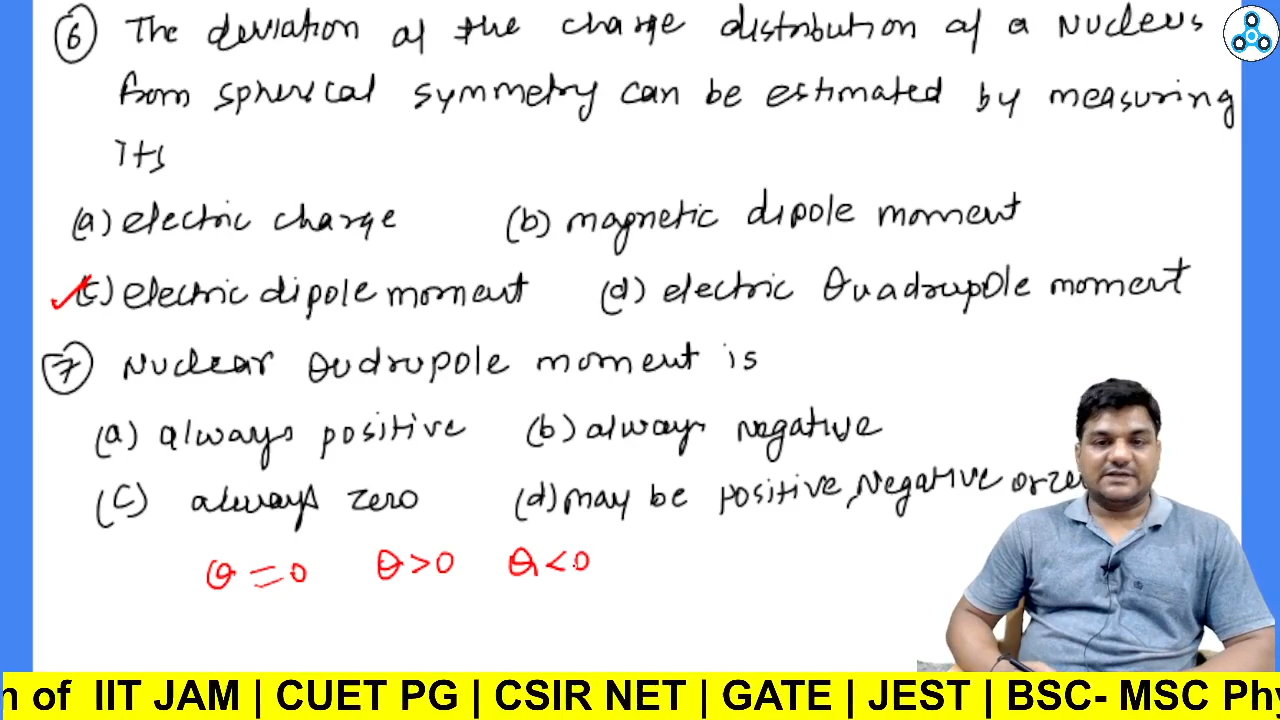 ⑥ The deviation of the charge distribution of a Nucleus
from spherical symmetry can be estimated by measuring
Its
(a) electric charge (b) magnetic dipole moment
(c) electric dipole moment (d) electric Quadrupole moment
⑦ Nuclear Qudrupole moment is
(a) always positive (b) always Negative
(C) always zero (d) may be Positive, Negative or ze
Q = 0 Q > 0 Q < 0
n of IIT JAM | CUET PG | CSIR NET | GATE | JEST | BSC- MSC Phy